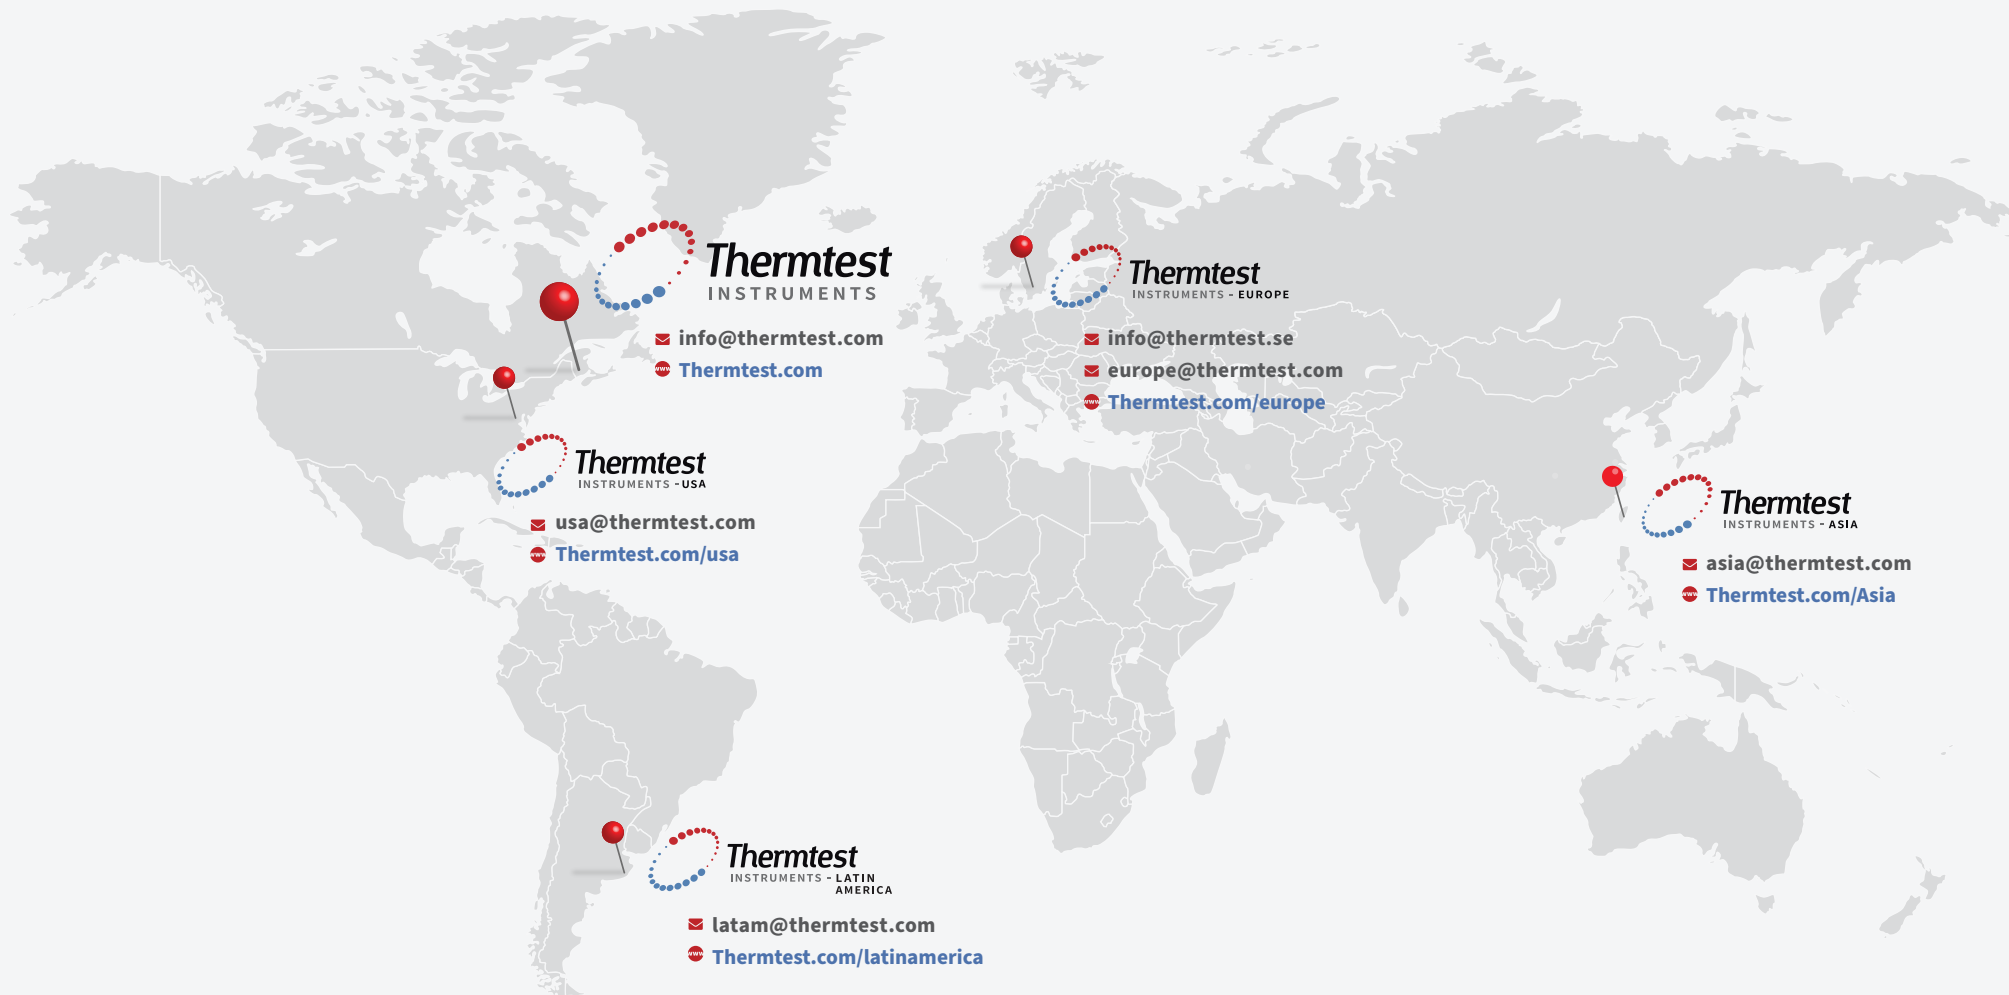 Thermtest
INSTRUMENTS
info@thermtest.com
Thermtest.com
Thermtest
INSTRUMENTS - EUROPE
info@thermtest.se
europe@thermtest.com
Thermtest.com/europe
Thermtest
INSTRUMENTS - USA
usa@thermtest.com
Thermtest.com/usa
Thermtest
INSTRUMENTS - ASIA
asia@thermtest.com
Thermtest.com/Asia
Thermtest
INSTRUMENTS - LATIN
AMERICA
latam@thermtest.com
Thermtest.com/latinamerica